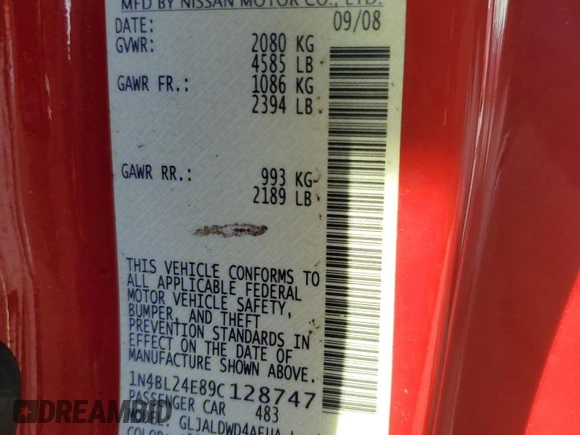 MFD BY NISSAN MOTOR CO., LTD.
DATE: 09/08
GVWR: 2080 KG
4585 LB
GAWR FR.: 1086 KG
2394 LB
GAWR RR.: 993 KG
2189 LB
THIS VEHICLE CONFORMS TO
ALL APPLICABLE FEDERAL
MOTOR VEHICLE SAFETY,
BUMPER, AND THEFT
PREVENTION STANDARDS IN
EFFECT ON THE DATE OF
MANUFACTURE SHOWN ABOVE.
1N4BL24E89C128747
PASSENGER CAR 483
GLJALDWD4AEUA
DREAMBID